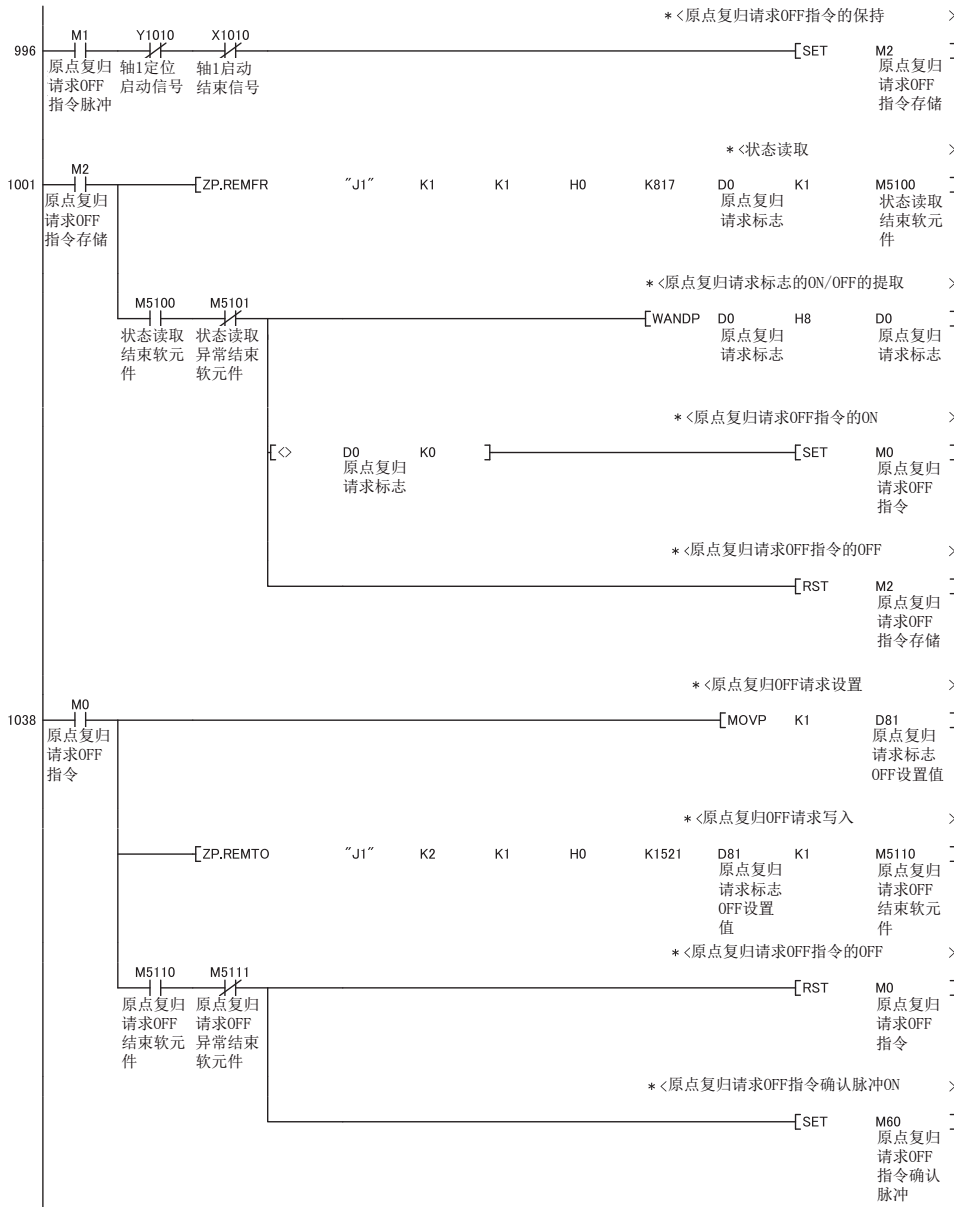 *<原点复归请求OFF指令的保持 >
M1 Y1010 X1010
996 [SET M2 ]
原点复归 轴1定位 轴1启动 原点复归
请求OFF 启动信号 结束信号 请求OFF
指令脉冲 指令存储
*<状态读取 >
M2
1001 [ZP.REMFR "J1" K1 K1 H0 K817 D0 K1 M5100 ]
原点复归 原点复归 状态读取
请求OFF 请求标志 结束软元
指令存储 件
*<原点复归请求标志的ON/OFF的提取 >
M5100 M5101
[WANDP D0 H8 D0 ]
状态读取 状态读取 原点复归 原点复归
结束软元 异常结束 请求标志 请求标志
件 软元件
*<原点复归请求OFF指令的ON >
[<> D0 K0 ] [SET M0 ]
原点复归 原点复归
请求标志 请求OFF
指令
*<原点复归请求OFF指令的OFF >
[RST M2 ]
原点复归
请求OFF
指令存储
*<原点复归OFF请求设置 >
M0
1038 [MOVP K1 D81 ]
原点复归 原点复归
请求OFF 请求标志
指令 OFF设置值
*<原点复归OFF请求写入 >
[ZP.REMTO "J1" K2 K1 H0 K1521 D81 K1 M5110 ]
原点复归 原点复归
请求标志 请求OFF
OFF设置 结束软元
值 件
*<原点复归请求OFF指令的OFF >
M5110 M5111
[RST M0 ]
原点复归 原点复归 原点复归
请求OFF 请求OFF 请求OFF
结束软元 异常结束 指令
件 软元件
*<原点复归请求OFF指令确认脉冲ON >
[SET M60 ]
原点复归
请求OFF
指令确认
脉冲